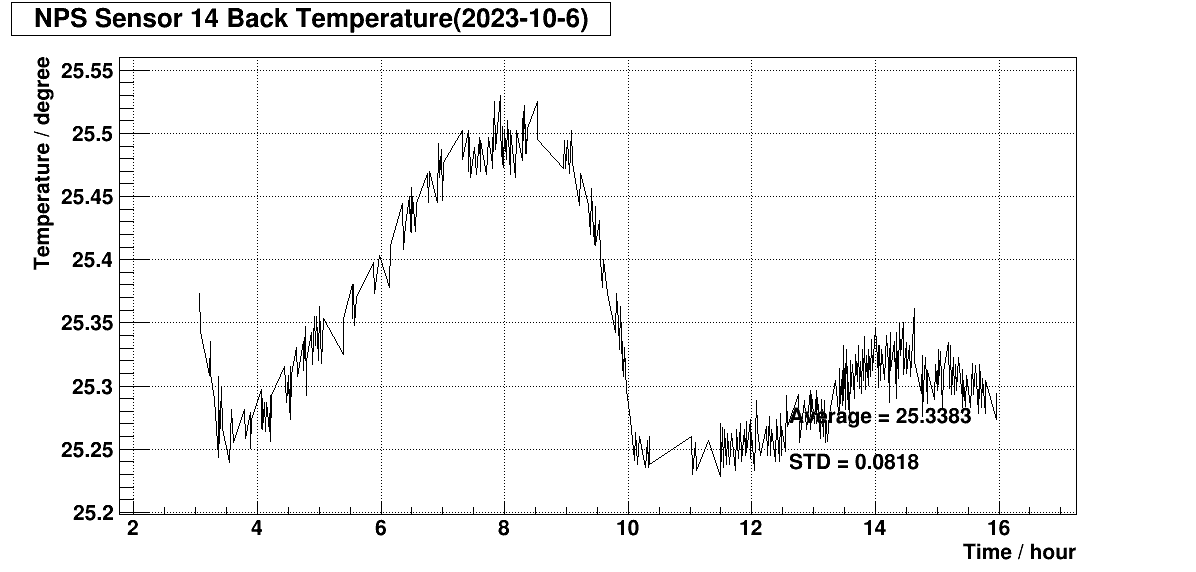 NPS Sensor 14 Back Temperature(2023-10-6)
Temperature / degree
25.55
25.5
25.45
25.4
25.35
25.3
25.25
25.2
Average = 25.3383
STD = 0.0818
2 4 6 8 10 12 14 16
Time / hour